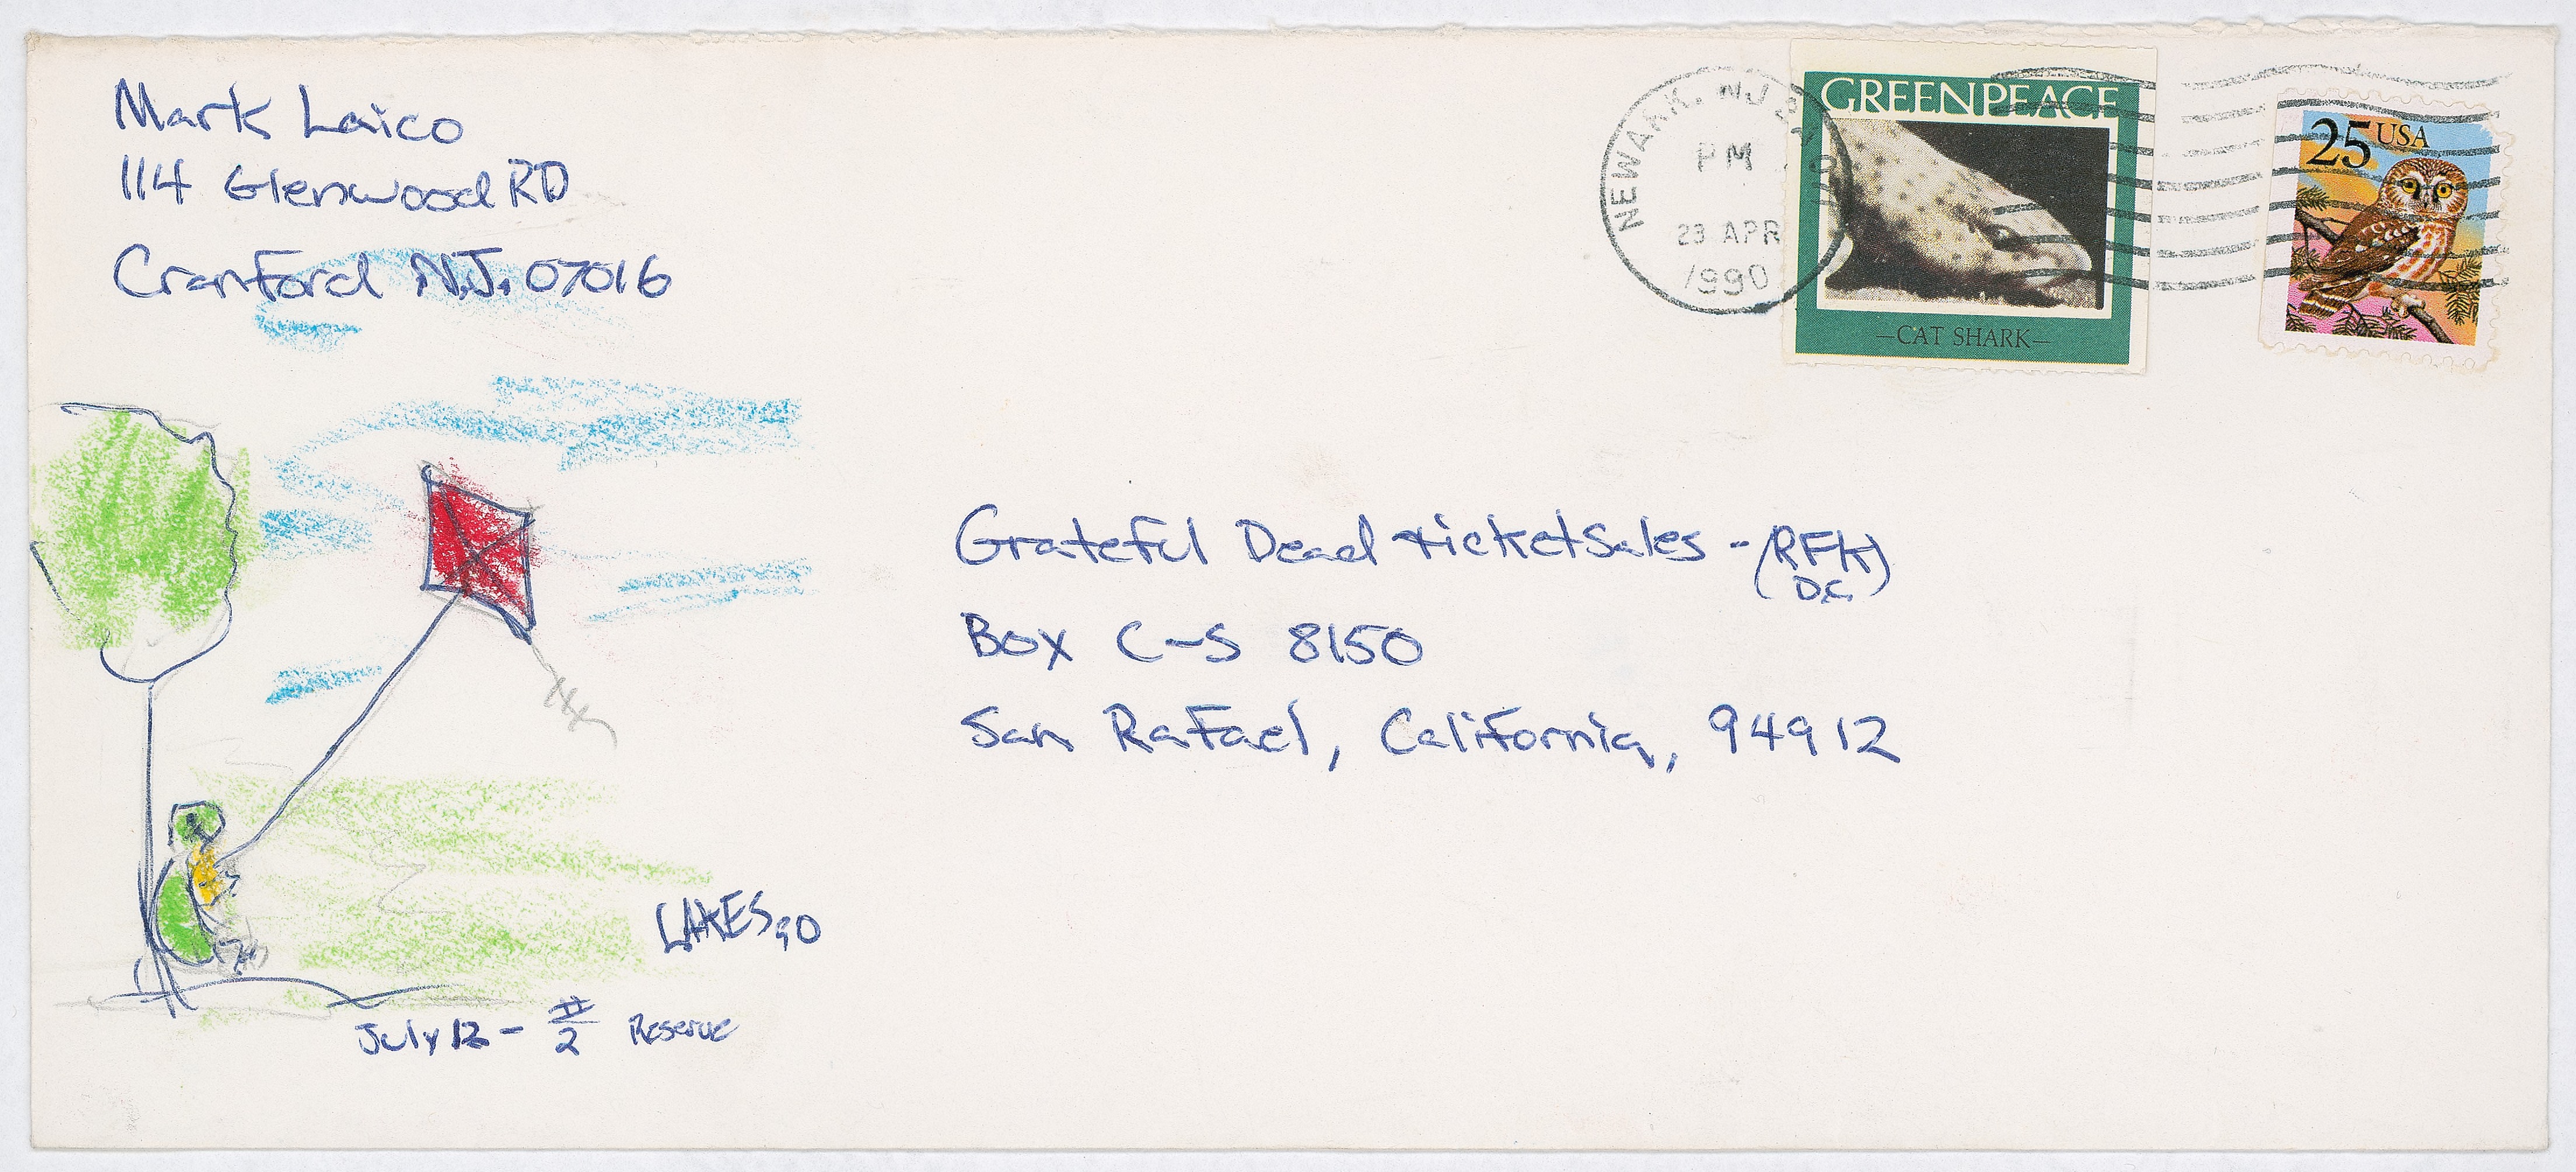 Mark Laico
114 Glenwood RD
Cranford N.J. 07016
NEWARK, NJ
PM
23 APR
1990
GREENPEACE
—CAT SHARK—
25 USA
Grateful Dead ticket Sales - (RFK)
D.C.
Box C-S 8150
San Rafael, California, 94912
LAKES 90
July 12 - 2 Reserve